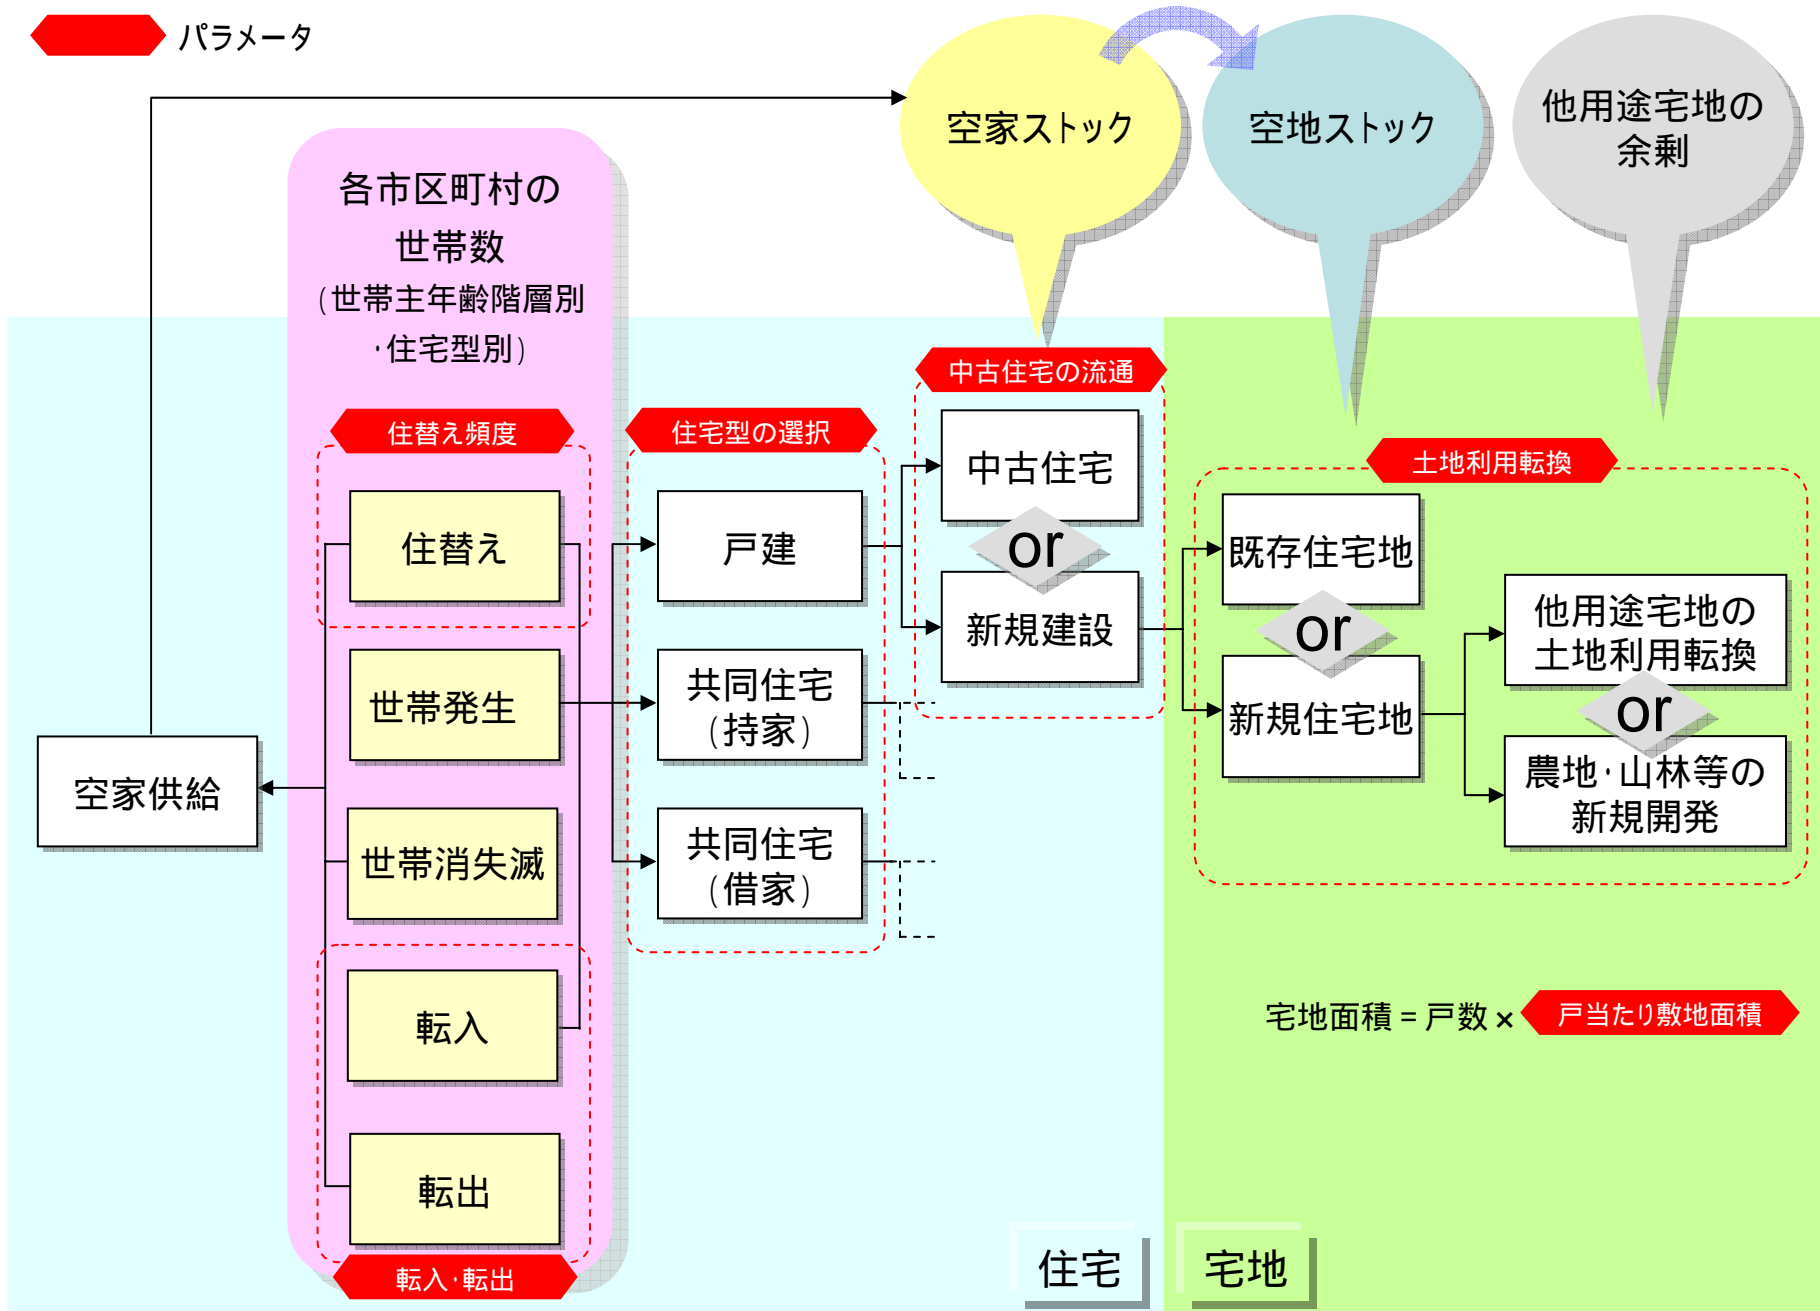 パラメータ
空家ストック
空地ストック
他用途宅地の
余剰
各市区町村の
世帯数
(世帯主年齢階層別
・住宅型別)
住替え頻度
住替え
世帯発生
世帯消失滅
転入
転出
転入・転出
空家供給
住宅型の選択
戸建
共同住宅
(持家)
共同住宅
(借家)
中古住宅の流通
中古住宅
or
新規建設
土地利用転換
既存住宅地
or
新規住宅地
他用途宅地の
土地利用転換
or
農地・山林等の
新規開発
宅地面積 = 戸数 × 戸当たり敷地面積
住宅
宅地